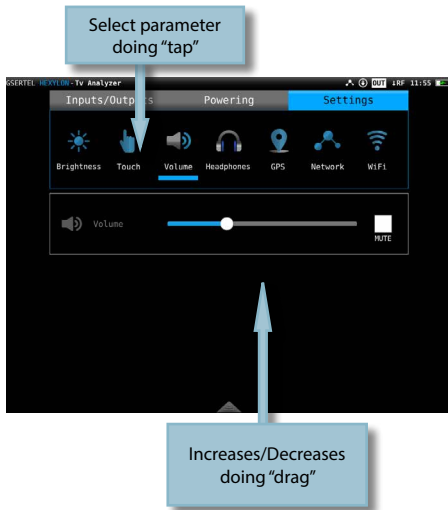 Select parameter
doing “tap”
GSERTEL HEXYLON-Tv Analyzer OUT ↓RF 11:55
Inputs/Outputs Powering Settings
Brightness Touch Volume Headphones GPS Network WiFi
Volume
MUTE
Increases/Decreases
doing “drag”